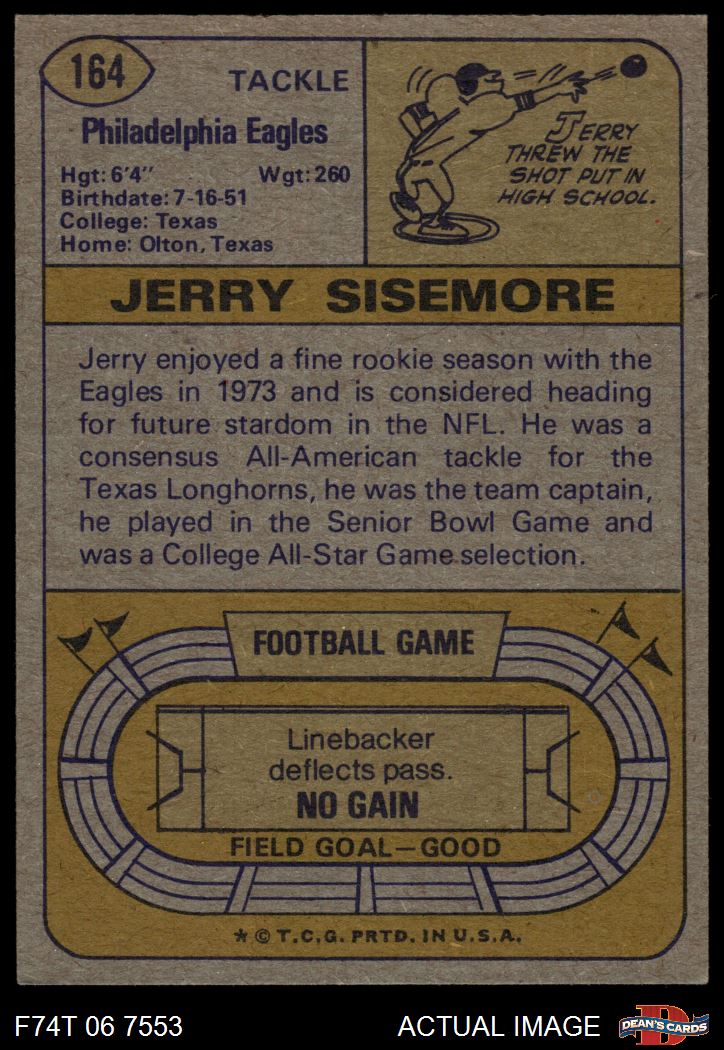 164
TACKLE
Philadelphia Eagles
Hgt: 6'4" Wgt: 260
Birthdate: 7-16-51
College: Texas
Home: Olton, Texas
JERRY
THREW THE
SHOT PUT IN
HIGH SCHOOL.
JERRY SISEMORE
Jerry enjoyed a fine rookie season with the
Eagles in 1973 and is considered heading
for future stardom in the NFL. He was a
consensus All-American tackle for the
Texas Longhorns, he was the team captain,
he played in the Senior Bowl Game and
was a College All-Star Game selection.
FOOTBALL GAME
Linebacker
deflects pass.
NO GAIN
FIELD GOAL—GOOD
* © T.C.G. PRTD. IN U.S.A.
F74T 06 7553 ACTUAL IMAGE
D
DEAN'S CARDS